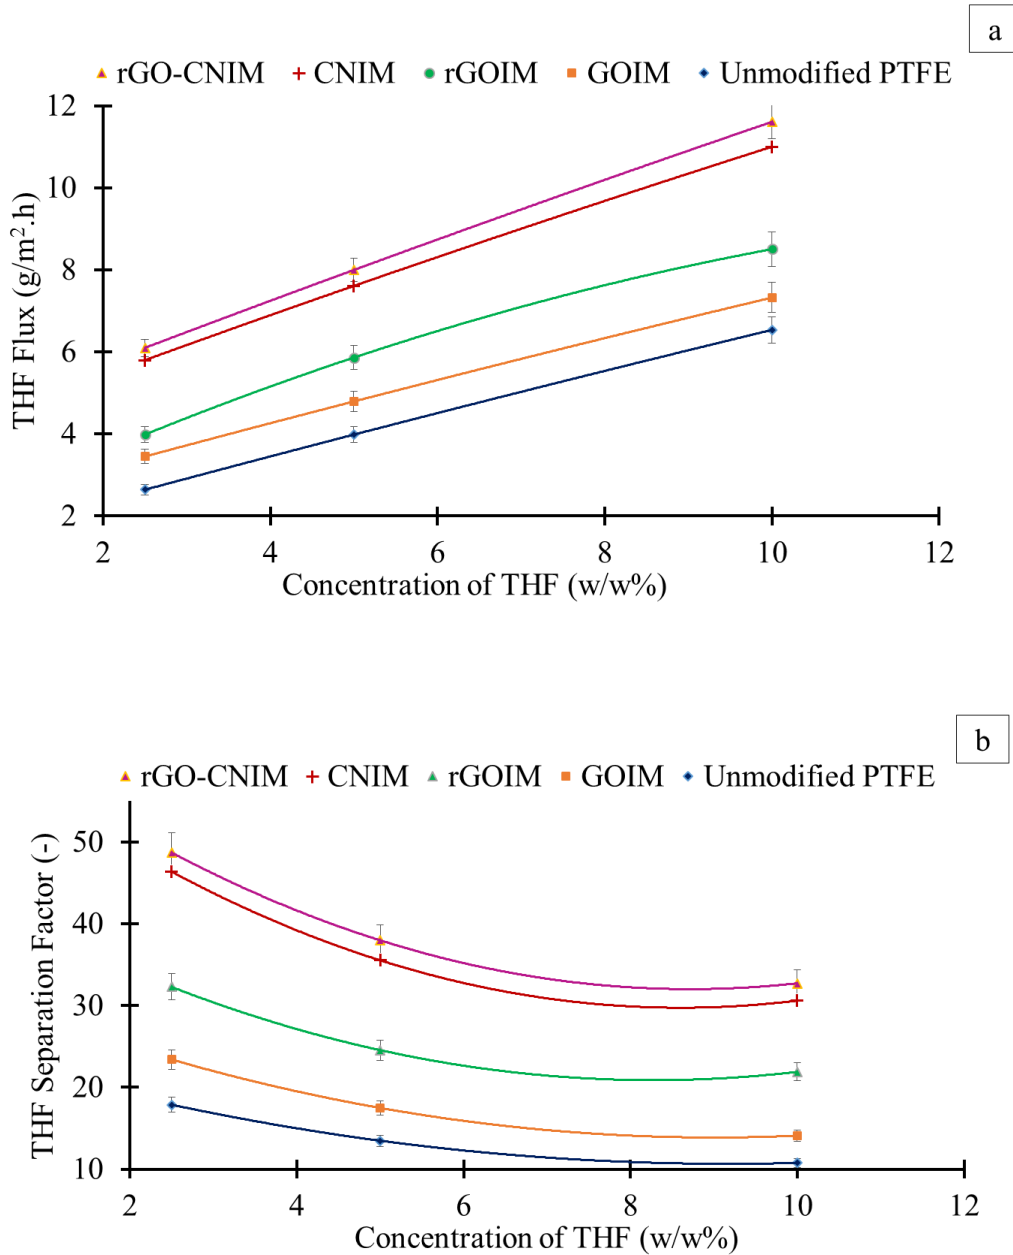 a
rGO-CNIM CNIM rGOIM GOIM Unmodified PTFE
12
10
8
6
4
2
THF Flux (g/m².h)
2 4 6 8 10 12
Concentration of THF (w/w%)
b
rGO-CNIM CNIM rGOIM GOIM Unmodified PTFE
50
40
30
20
10
THF Separation Factor (-)
2 4 6 8 10 12
Concentration of THF (w/w%)